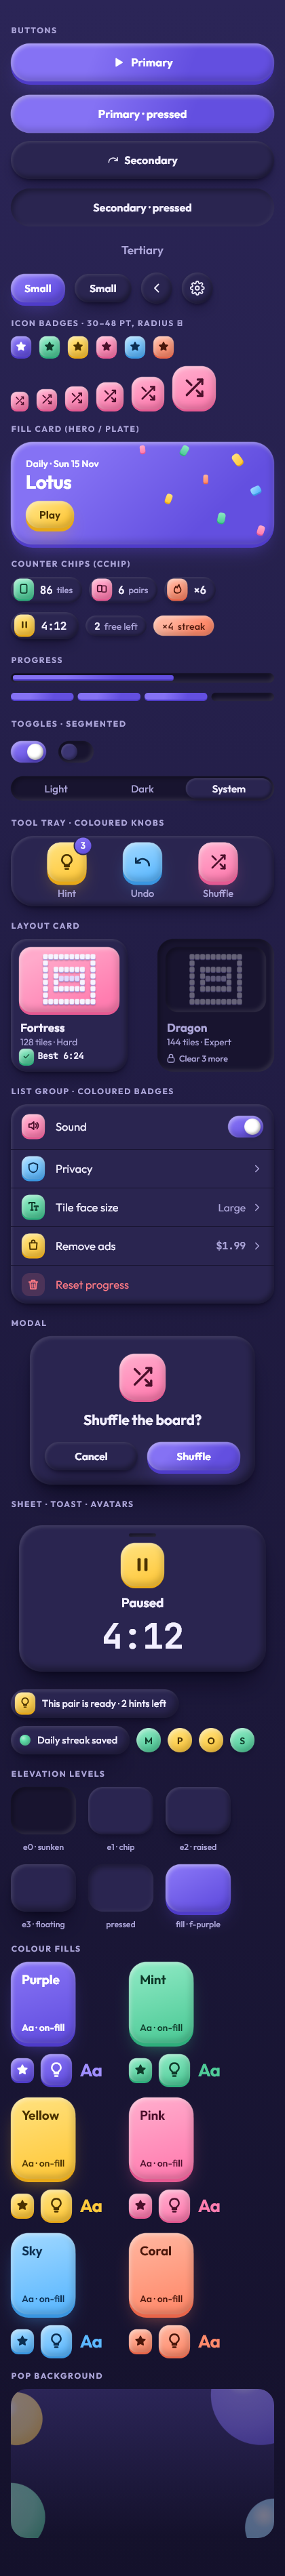 BUTTONS
Primary
Primary · pressed
Secondary
Secondary · pressed
Tertiary
Small
Small
ICON BADGES · 30–48 PT, RADIUS 8
FILL CARD (HERO / PLATE)
Daily · Sun 15 Nov
Lotus
Play
COUNTER CHIPS (CCHIP)
86 tiles
6 pairs
×6
4:12
2 free left
×4 streak
PROGRESS
TOGGLES · SEGMENTED
Light
Dark
System
TOOL TRAY · COLOURED KNOBS
3
Hint
Undo
Shuffle
LAYOUT CARD
Fortress
128 tiles · Hard
Best 6:24
Dragon
144 tiles · Expert
Clear 3 more
LIST GROUP · COLOURED BADGES
Sound
Privacy
Tile face size
Large
Remove ads
$1.99
Reset progress
MODAL
Shuffle the board?
Cancel
Shuffle
SHEET · TOAST · AVATARS
Paused
4:12
This pair is ready · 2 hints left
Daily streak saved
M
P
O
S
ELEVATION LEVELS
e0 · sunken
e1 · chip
e2 · raised
e3 · floating
pressed
fill · f-purple
COLOUR FILLS
Purple
Aa · on-fill
Mint
Aa · on-fill
Aa
Aa
Yellow
Aa · on-fill
Pink
Aa · on-fill
Aa
Aa
Sky
Aa · on-fill
Coral
Aa · on-fill
Aa
Aa
POP BACKGROUND